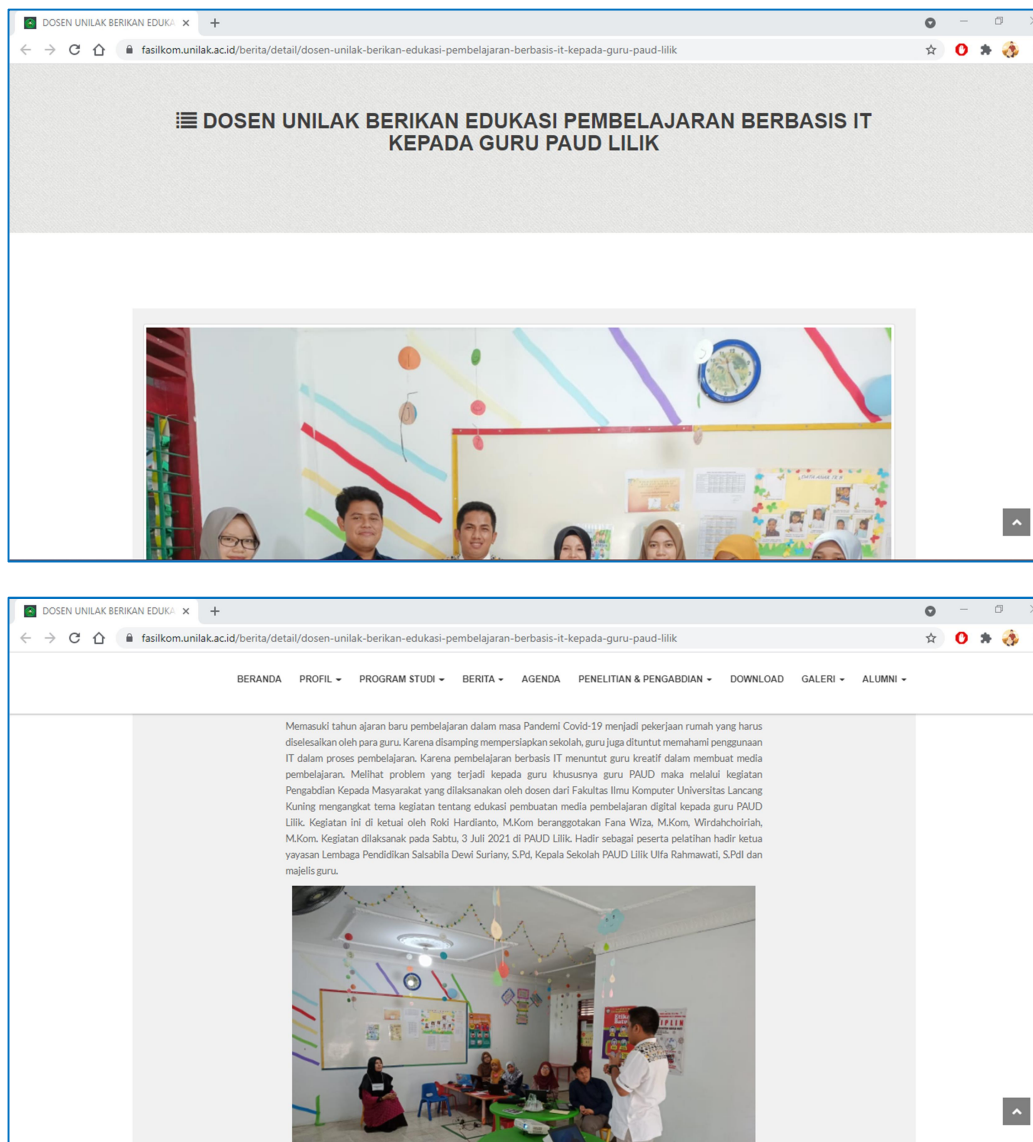 DOSEN UNILAK BERIKAN EDUKA
fasilkom.unilak.ac.id/berita/detail/dosen-unilak-berikan-edukasi-pembelajaran-berbasis-it-kepada-guru-paud-lilik
DOSEN UNILAK BERIKAN EDUKASI PEMBELAJARAN BERBASIS IT
KEPADA GURU PAUD LILIK
DOSEN UNILAK BERIKAN EDUKA
fasilkom.unilak.ac.id/berita/detail/dosen-unilak-berikan-edukasi-pembelajaran-berbasis-it-kepada-guru-paud-lilik
BERANDA PROFIL PROGRAM STUDI BERITA AGENDA PENELITIAN & PENGABDIAN DOWNLOAD GALERI ALUMNI
Memasuki tahun ajaran baru pembelajaran dalam masa Pandemi Covid-19 menjadi pekerjaan rumah yang harus
diselesaikan oleh para guru. Karena disamping mempersiapkan sekolah, guru juga dituntut memahami penggunaan
IT dalam proses pembelajaran. Karena pembelajaran berbasis IT menuntut guru kreatif dalam membuat media
pembelajaran. Melihat problem yang terjadi kepada guru khususnya guru PAUD maka melalui kegiatan
Pengabdian Kepada Masyarakat yang dilaksanakan oleh dosen dari Fakultas Ilmu Komputer Universitas Lancang
Kuning mengangkat tema kegiatan tentang edukasi pembuatan media pembelajaran digital kepada guru PAUD
Lilik. Kegiatan ini di ketuai oleh Roki Hardianto, M.Kom beranggotakan Fana Wiza, M.Kom, Wirdahchoiriah,
M.Kom. Kegiatan dilaksanak pada Sabtu, 3 Juli 2021 di PAUD Lilik. Hadir sebagai peserta pelatihan hadir ketua
yayasan Lembaga Pendidikan Salsabila Dewi Suriany, S.Pd, Kepala Sekolah PAUD Lilik Ulfa Rahmawati, S.PdI dan
majelis guru.